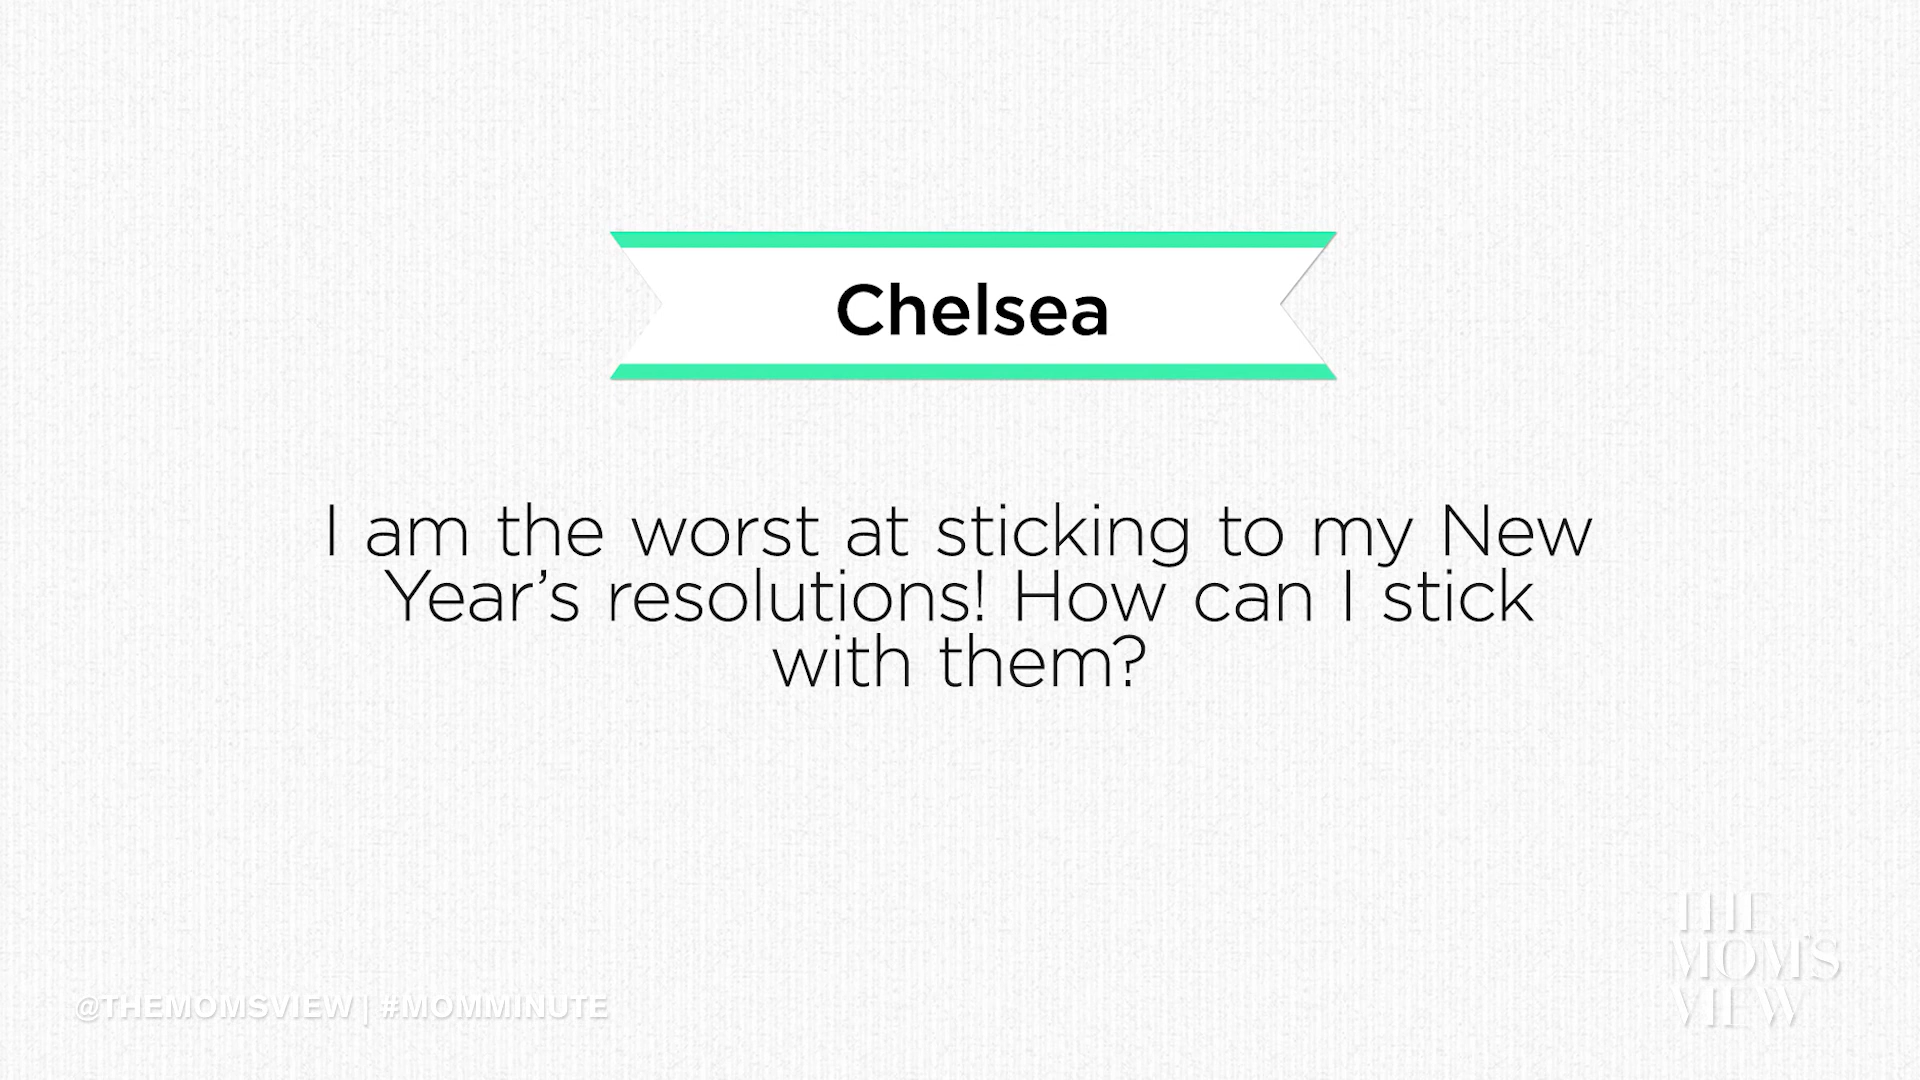 Chelsea
I am the worst at sticking to my New
Year’s resolutions! How can I stick
with them?
@THEMOMSVIEW | #MOMMINUTE
THE
MOM'S
VIEW